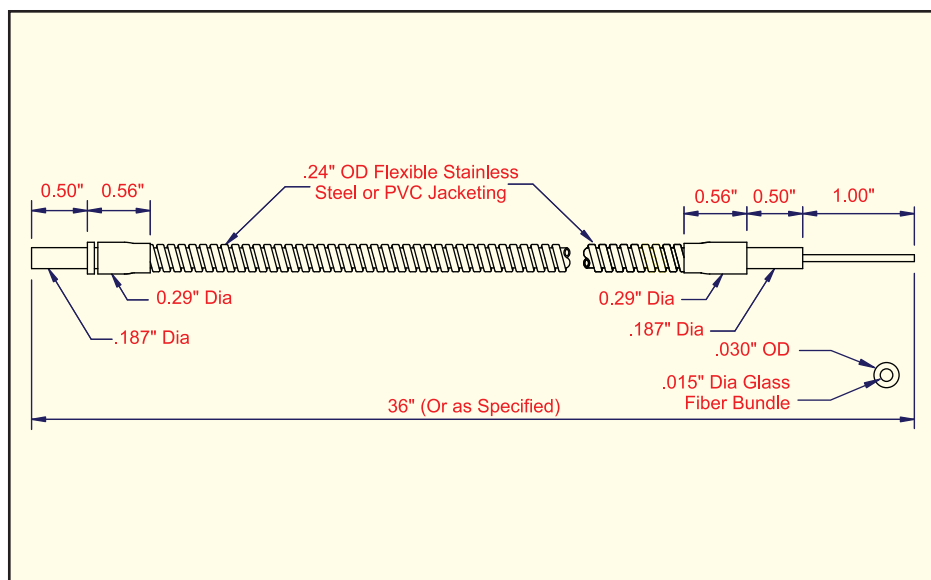 .24" OD Flexible Stainless
Steel or PVC Jacketing
0.50"
0.56"
0.56"
0.50"
1.00"
0.29" Dia
.187" Dia
0.29" Dia
.187" Dia
.030" OD
.015" Dia Glass
Fiber Bundle
36" (Or as Specified)